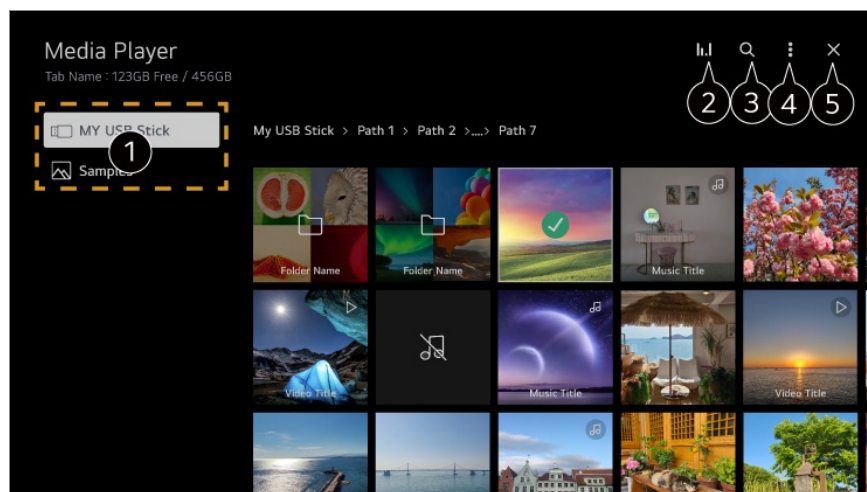 Media Player
Tab Name : 123GB Free / 456GB
2 3 4 5
MY USB Stick
1
Samples
My USB Stick > Path 1 > Path 2 >....> Path 7
Folder Name Folder Name Music Title
Video Title Music Title Video Title